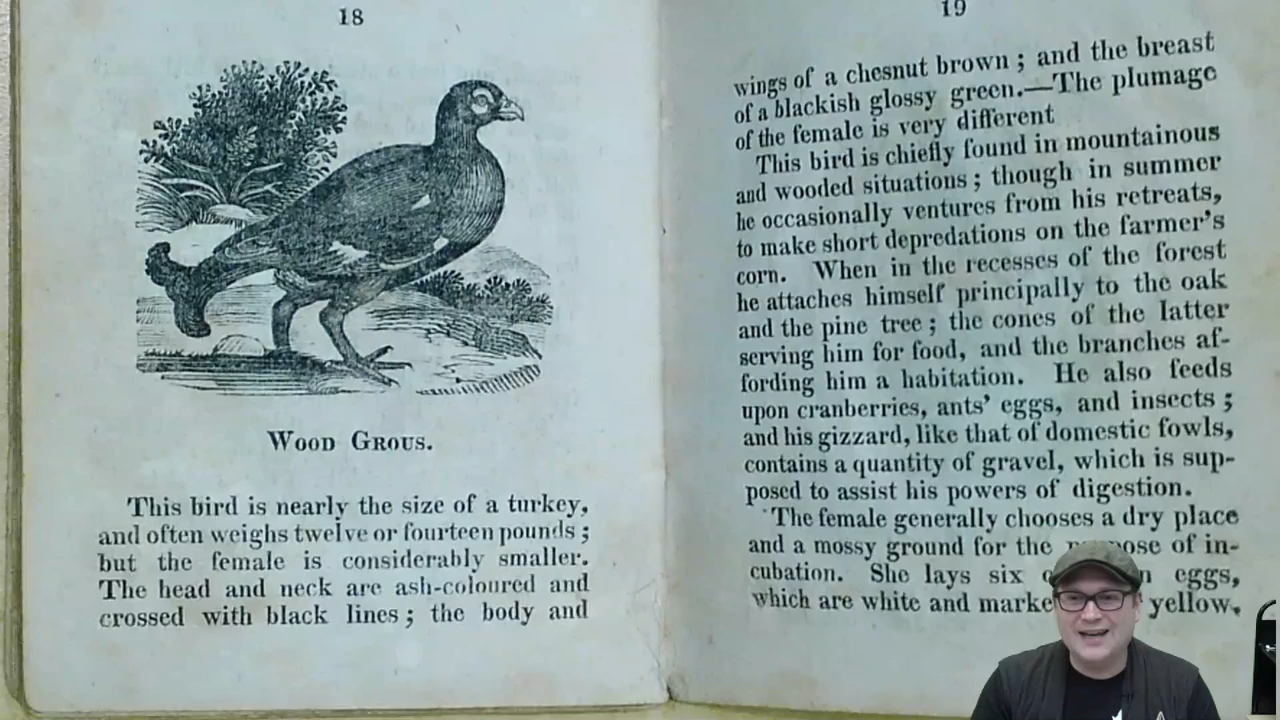 18
WOOD GROUS.
This bird is nearly the size of a turkey,
and often weighs twelve or fourteen pounds ;
but the female is considerably smaller.
The head and neck are ash-coloured and
crossed with black lines ; the body and
19
wings of a chesnut brown ; and the breast
of a blackish glossy green.—The plumage
of the female is very different
This bird is chiefly found in mountainous
and wooded situations ; though in summer
he occasionally ventures from his retreats,
to make short depredations on the farmer's
corn. When in the recesses of the forest
he attaches himself principally to the oak
and the pine tree ; the cones of the latter
serving him for food, and the branches af-
fording him a habitation. He also feeds
upon cranberries, ants' eggs, and insects ;
and his gizzard, like that of domestic fowls,
contains a quantity of gravel, which is sup-
posed to assist his powers of digestion.
The female generally chooses a dry place
and a mossy ground for the of in-
cubation. She lays six eggs,
which are white and yellow.